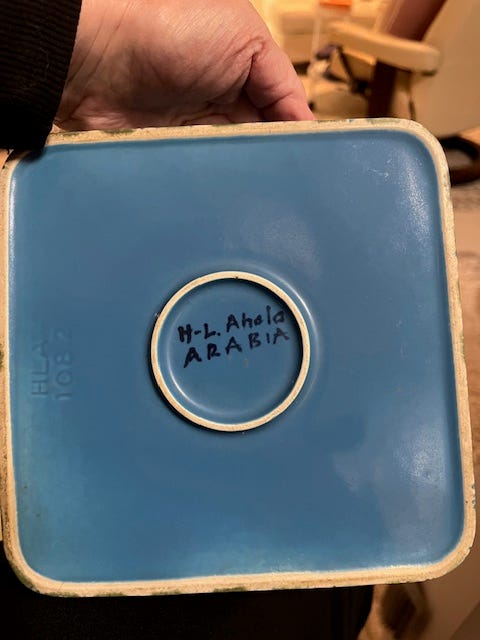 H-L. Ahola
ARABIA
HLA
108 2